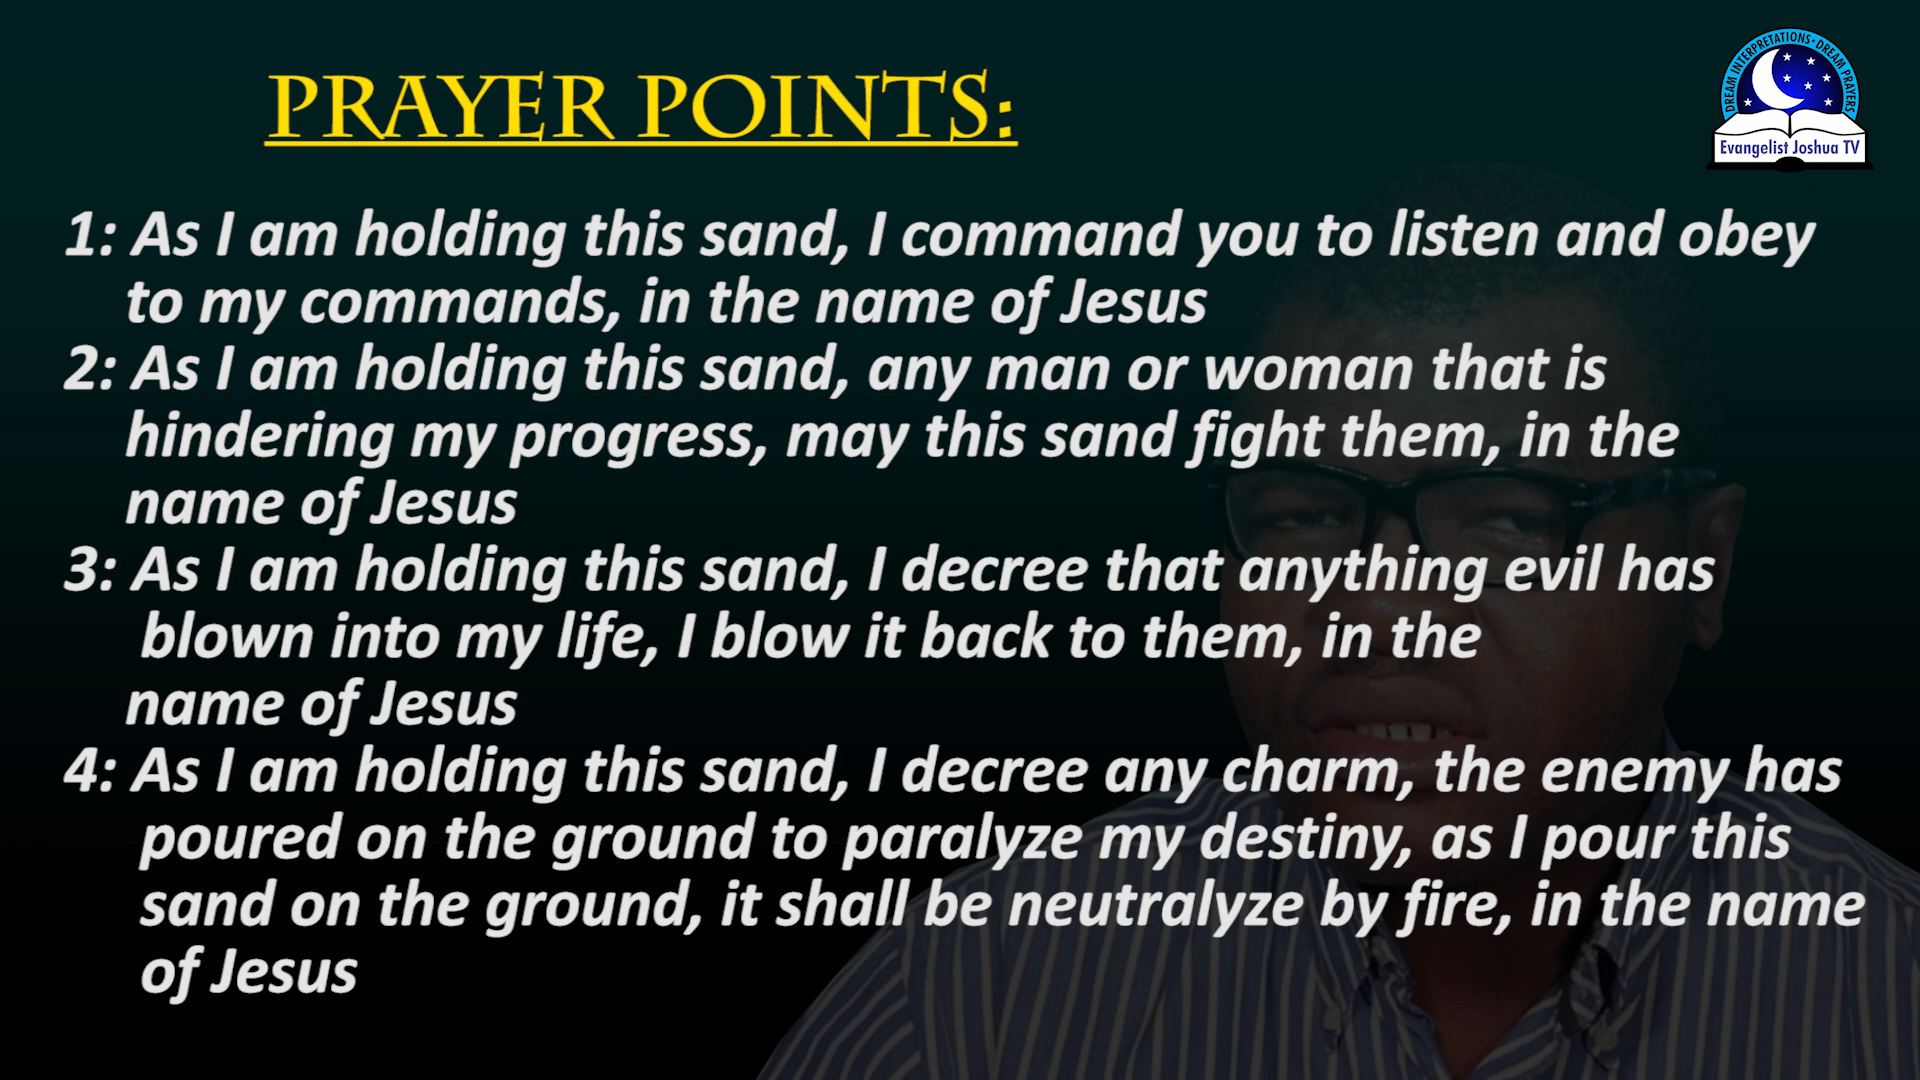 PRAYER POINTS:
DREAM INTERPRETATIONS · DREAM PRAYERS
Evangelist Joshua TV
1: As I am holding this sand, I command you to listen and obey
to my commands, in the name of Jesus
2: As I am holding this sand, any man or woman that is
hindering my progress, may this sand fight them, in the
name of Jesus
3: As I am holding this sand, I decree that anything evil has
blown into my life, I blow it back to them, in the
name of Jesus
4: As I am holding this sand, I decree any charm, the enemy has
poured on the ground to paralyze my destiny, as I pour this
sand on the ground, it shall be neutralyze by fire, in the name
of Jesus